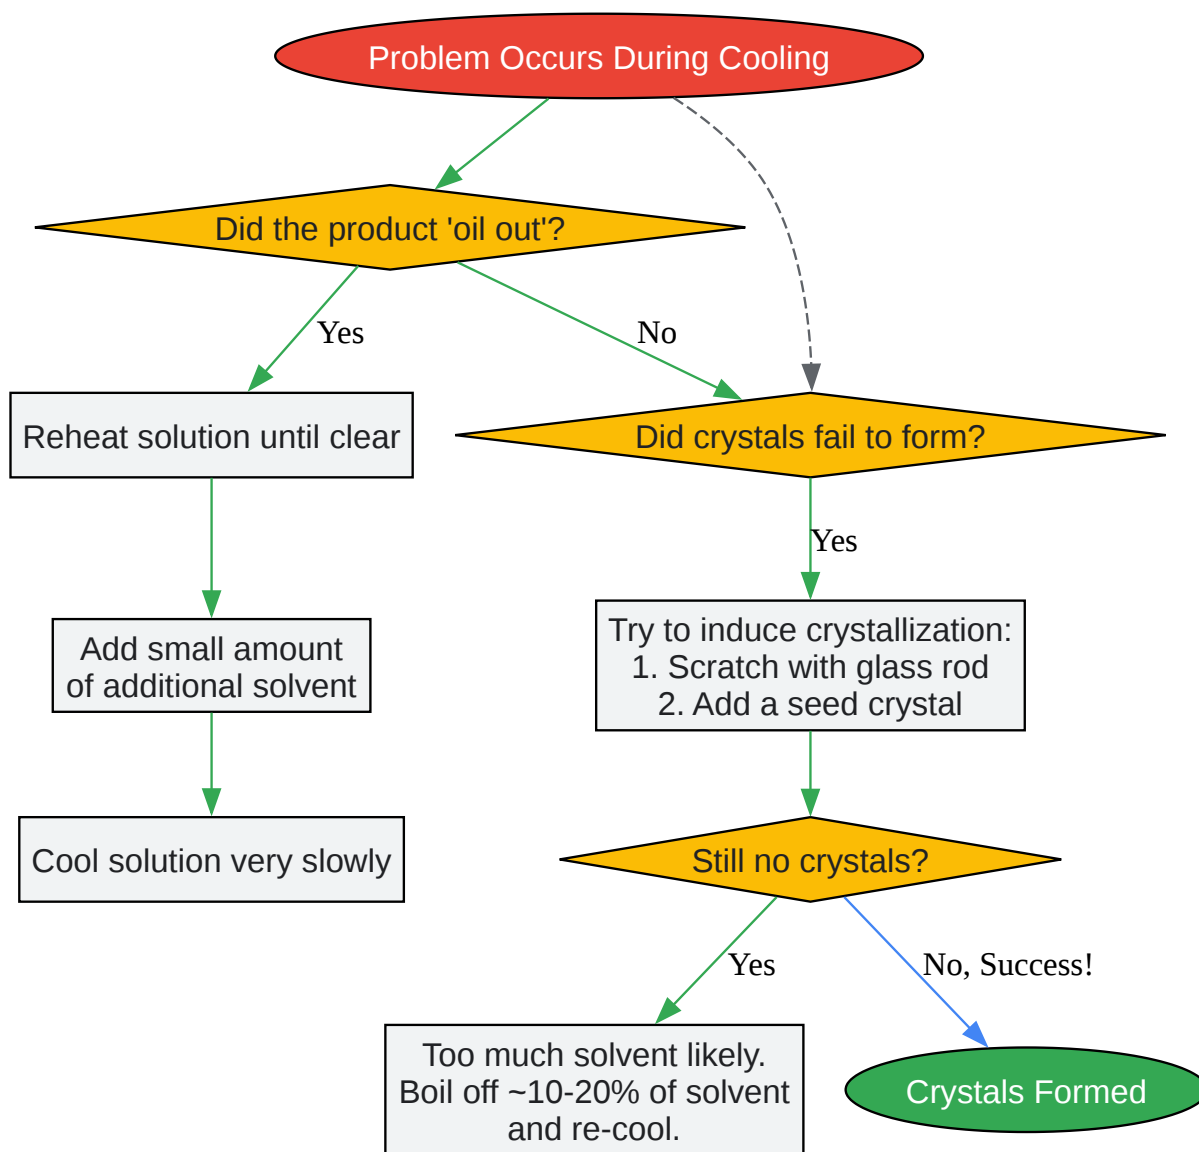 Problem Occurs During Cooling
Did the product 'oil out'?
Yes
No
Reheat solution until clear
Did crystals fail to form?
Yes
Add small amount
of additional solvent
Try to induce crystallization:
1. Scratch with glass rod
2. Add a seed crystal
Cool solution very slowly
Still no crystals?
Yes
No, Success!
Too much solvent likely.
Boil off ~10-20% of solvent
and re-cool.
Crystals Formed